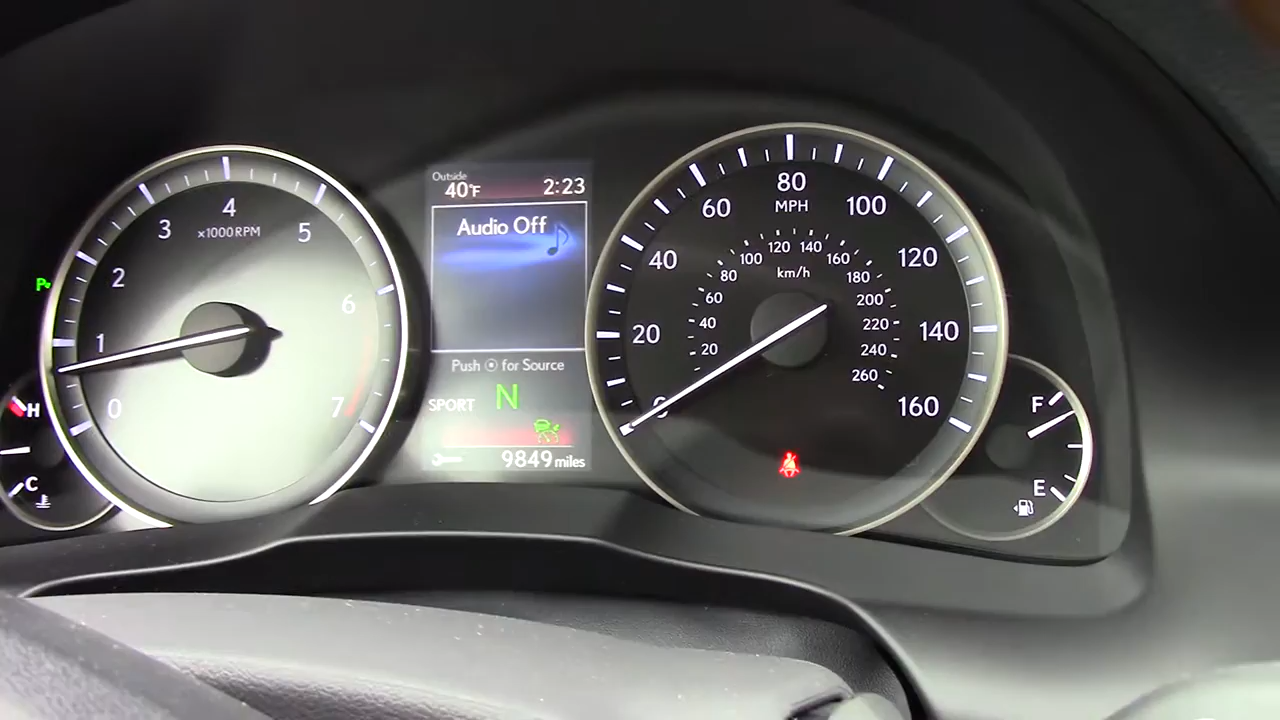 Outside
40°F 2:23
Audio Off
Push ⦿ for Source
SPORT N
9849 miles
0
1
2
3
4
5
6
7
x1000RPM
P
H
C
0
20
40
60
80
100
120
140
160
MPH
20
40
60
80
100
120
140
160
180
200
220
240
260
km/h
F
E